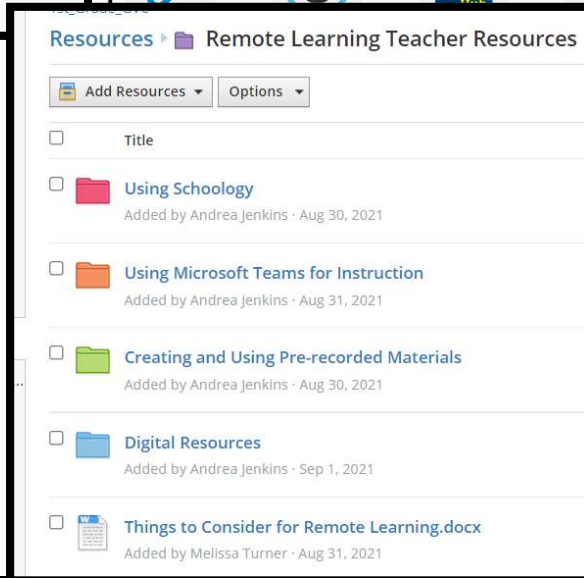 Resources Remote Learning Teacher Resources
Add Resources Options
Title
Using Schoology
Added by Andrea Jenkins · Aug 30, 2021
Using Microsoft Teams for Instruction
Added by Andrea Jenkins · Aug 31, 2021
Creating and Using Pre-recorded Materials
Added by Andrea Jenkins · Aug 30, 2021
...
Digital Resources
Added by Andrea Jenkins · Sep 1, 2021
Things to Consider for Remote Learning.docx
Added by Melissa Turner · Aug 31, 2021